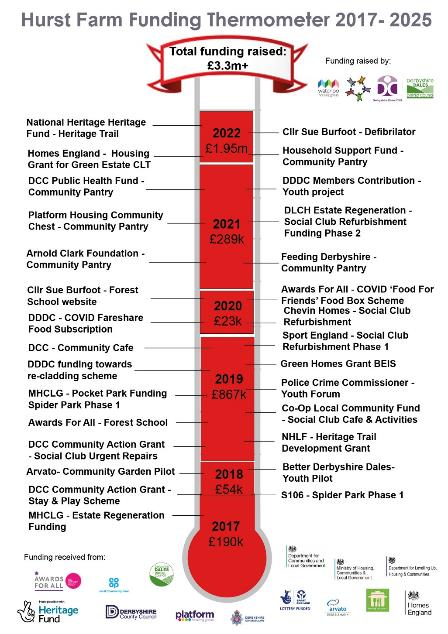 Hurst Farm Funding Thermometer 2017- 2025
Total funding raised:
£3.3m+
Funding raised by:
National Heritage Heritage
Fund - Heritage Trail
Homes England - Housing
Grant for Green Estate CLT
DCC Public Health Fund -
Community Pantry
Platform Housing Community
Chest - Community Pantry
Arnold Clark Foundation -
Community Pantry
Cllr Sue Burfoot - Forest
School website
DDDC - COVID Fareshare
Food Subscription
DCC - Community Cafe
DDDC funding towards
re-cladding scheme
MHCLG - Pocket Park Funding
Spider Park Phase 1
Awards For All - Forest School
DCC Community Action Grant
- Social Club Urgent Repairs
Arvato- Community Garden Pilot
DCC Community Action Grant -
Stay & Play Scheme
MHCLG - Estate Regeneration
Funding
2022
£1.95m
2021
£289k
2020
£23k
2019
£867k
2018
£54k
2017
£190k
Cllr Sue Burfoot - Defibrilator
Household Support Fund -
Community Pantry
DDDC Members Contribution -
Youth project
DLCH Estate Regeneration -
Social Club Refurbishment
Funding Phase 2
Feeding Derbyshire -
Community Pantry
Awards For All - COVID 'Food For
Friends' Food Box Scheme
Chevin Homes - Social Club
Refurbishment
Sport England - Social Club
Refurbishment Phase 1
Green Homes Grant BEIS
Police Crime Commissioner -
Youth Forum
Co-Op Local Community Fund
- Social Club Cafe & Activities
NHLF - Heritage Trail
Development Grant
Better Derbyshire Dales-
Youth Pilot
S106 - Spider Park Phase 1
Funding received from:
AWARDS
FOR ALL
co
op
Heritage
Fund
DERBYSHIRE
County Council
platform
LOTTERY FUNDED
arvato
Homes
England